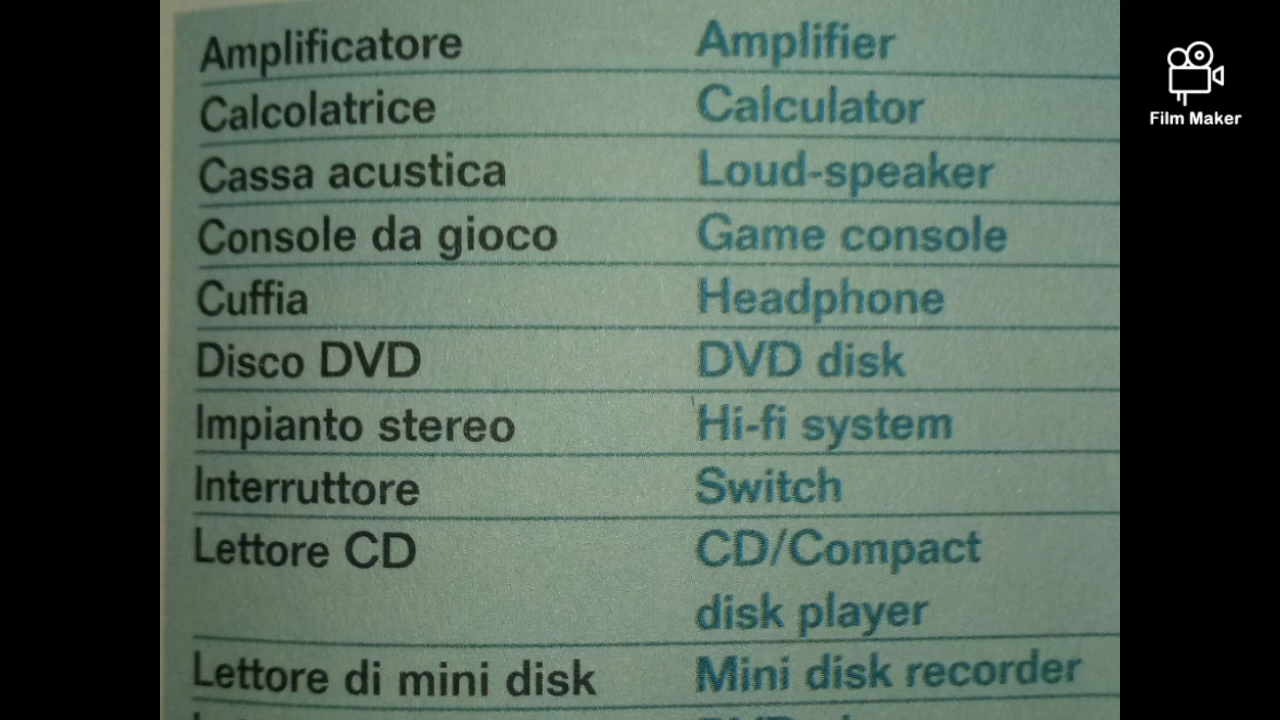 Amplificatore Amplifier
Calcolatrice Calculator
Cassa acustica Loud-speaker
Console da gioco Game console
Cuffia Headphone
Disco DVD DVD disk
Impianto stereo Hi-fi system
Interruttore Switch
Lettore CD CD/Compact
disk player
Lettore di mini disk Mini disk recorder
Film Maker